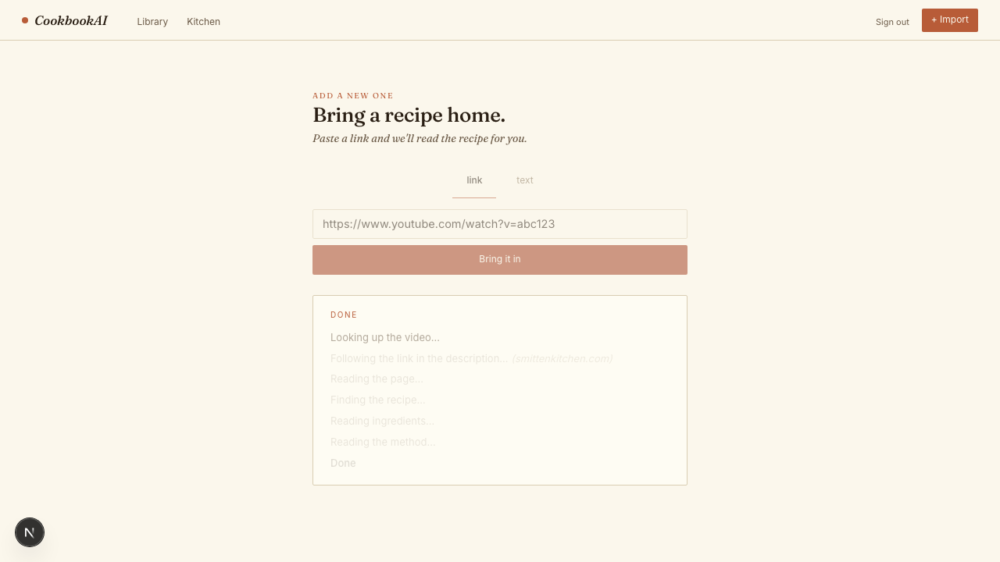 CookbookAI
Library
Kitchen
Sign out
+ Import
ADD A NEW ONE
Bring a recipe home.
Paste a link and we'll read the recipe for you.
link
text
https://www.youtube.com/watch?v=abc123
Bring it in
DONE
Looking up the video...
Following the link in the description... (smittenkitchen.com)
Reading the page...
Finding the recipe...
Reading ingredients...
Reading the method...
Done
N